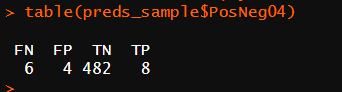 > table(preds_sample$PosNeg04)
FN FP TN TP
6 4 482 8
>